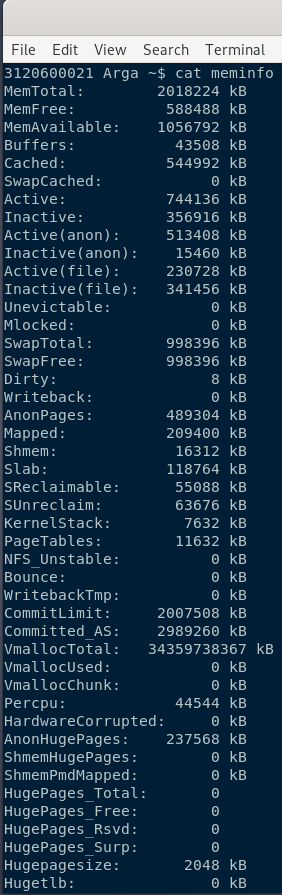 File Edit View Search Terminal
3120600021 Arga ~$ cat meminfo
MemTotal: 2018224 kB
MemFree: 588488 kB
MemAvailable: 1056792 kB
Buffers: 43508 kB
Cached: 544992 kB
SwapCached: 0 kB
Active: 744136 kB
Inactive: 356916 kB
Active(anon): 513408 kB
Inactive(anon): 15460 kB
Active(file): 230728 kB
Inactive(file): 341456 kB
Unevictable: 0 kB
Mlocked: 0 kB
SwapTotal: 998396 kB
SwapFree: 998396 kB
Dirty: 8 kB
Writeback: 0 kB
AnonPages: 489304 kB
Mapped: 209400 kB
Shmem: 16312 kB
Slab: 118764 kB
SReclaimable: 55088 kB
SUnreclaim: 63676 kB
KernelStack: 7632 kB
PageTables: 11632 kB
NFS_Unstable: 0 kB
Bounce: 0 kB
WritebackTmp: 0 kB
CommitLimit: 2007508 kB
Committed_AS: 2989260 kB
VmallocTotal: 34359738367 kB
VmallocUsed: 0 kB
VmallocChunk: 0 kB
Percpu: 44544 kB
HardwareCorrupted: 0 kB
AnonHugePages: 237568 kB
ShmemHugePages: 0 kB
ShmemPmdMapped: 0 kB
HugePages_Total: 0
HugePages_Free: 0
HugePages_Rsvd: 0
HugePages_Surp: 0
Hugepagesize: 2048 kB
Hugetlb: 0 kB